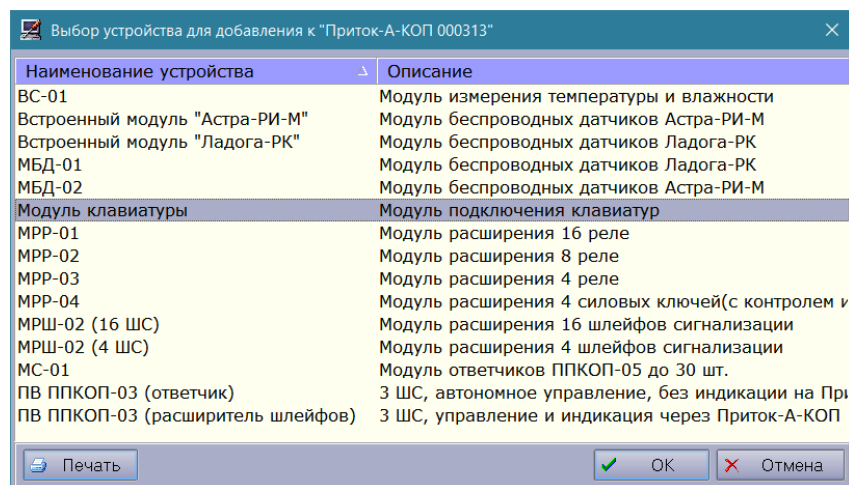 Выбор устройства для добавления к "Приток-А-КОП 000313"
Наименование устройства Описание
ВС-01 Модуль измерения температуры и влажности
Встроенный модуль "Астра-РИ-М" Модуль беспроводных датчиков Астра-РИ-М
Встроенный модуль "Ладога-РК" Модуль беспроводных датчиков Ладога-РК
МБД-01 Модуль беспроводных датчиков Ладога-РК
МБД-02 Модуль беспроводных датчиков Астра-РИ-М
Модуль клавиатуры Модуль подключения клавиатур
МРР-01 Модуль расширения 16 реле
МРР-02 Модуль расширения 8 реле
МРР-03 Модуль расширения 4 реле
МРР-04 Модуль расширения 4 силовых ключей(с контролем и
МРШ-02 (16 ШС) Модуль расширения 16 шлейфов сигнализации
МРШ-02 (4 ШС) Модуль расширения 4 шлейфов сигнализации
МС-01 Модуль ответчиков ППКОП-05 до 30 шт.
ПВ ППКОП-03 (ответчик) 3 ШС, автономное управление, без индикации на При
ПВ ППКОП-03 (расширитель шлейфов) 3 ШС, управление и индикация через Приток-А-КОП
Печать ОК Отмена